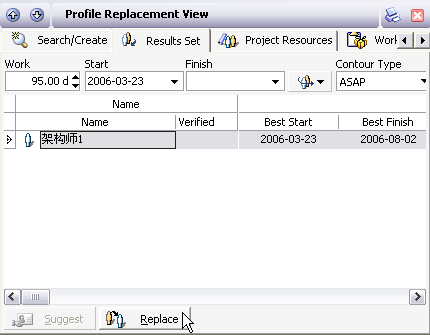 Profile Replacement View
Search/Create Results Set Project Resources Work
Work Start Finish Contour Type
95.00 d 2006-03-23 ASAP
Name
Name Verified Best Start Best Finish
架构师1 2006-03-23 2006-08-02
Suggest Replace